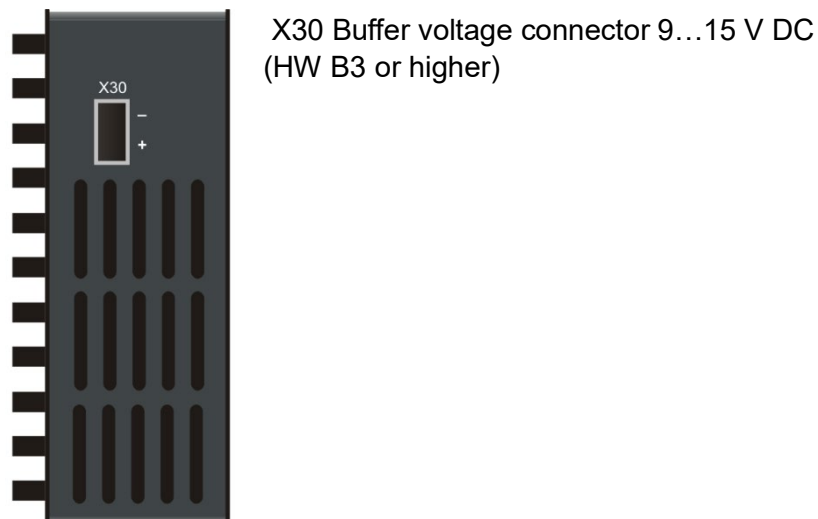 X30 Buffer voltage connector 9…15 V DC
(HW B3 or higher)
X30
–
+